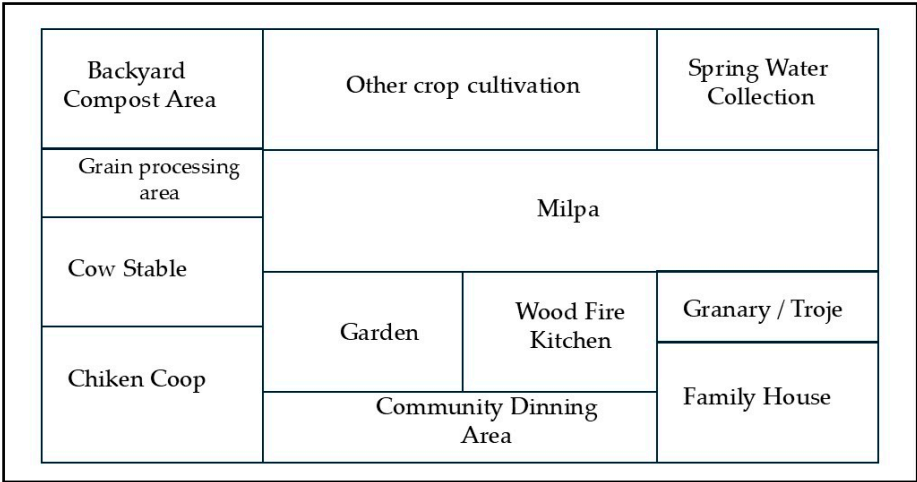 Backyard
Compost Area
Other crop cultivation
Spring Water
Collection
Grain processing
area
Milpa
Cow Stable
Garden
Wood Fire
Kitchen
Granary / Troje
Chiken Coop
Community Dinning
Area
Family House